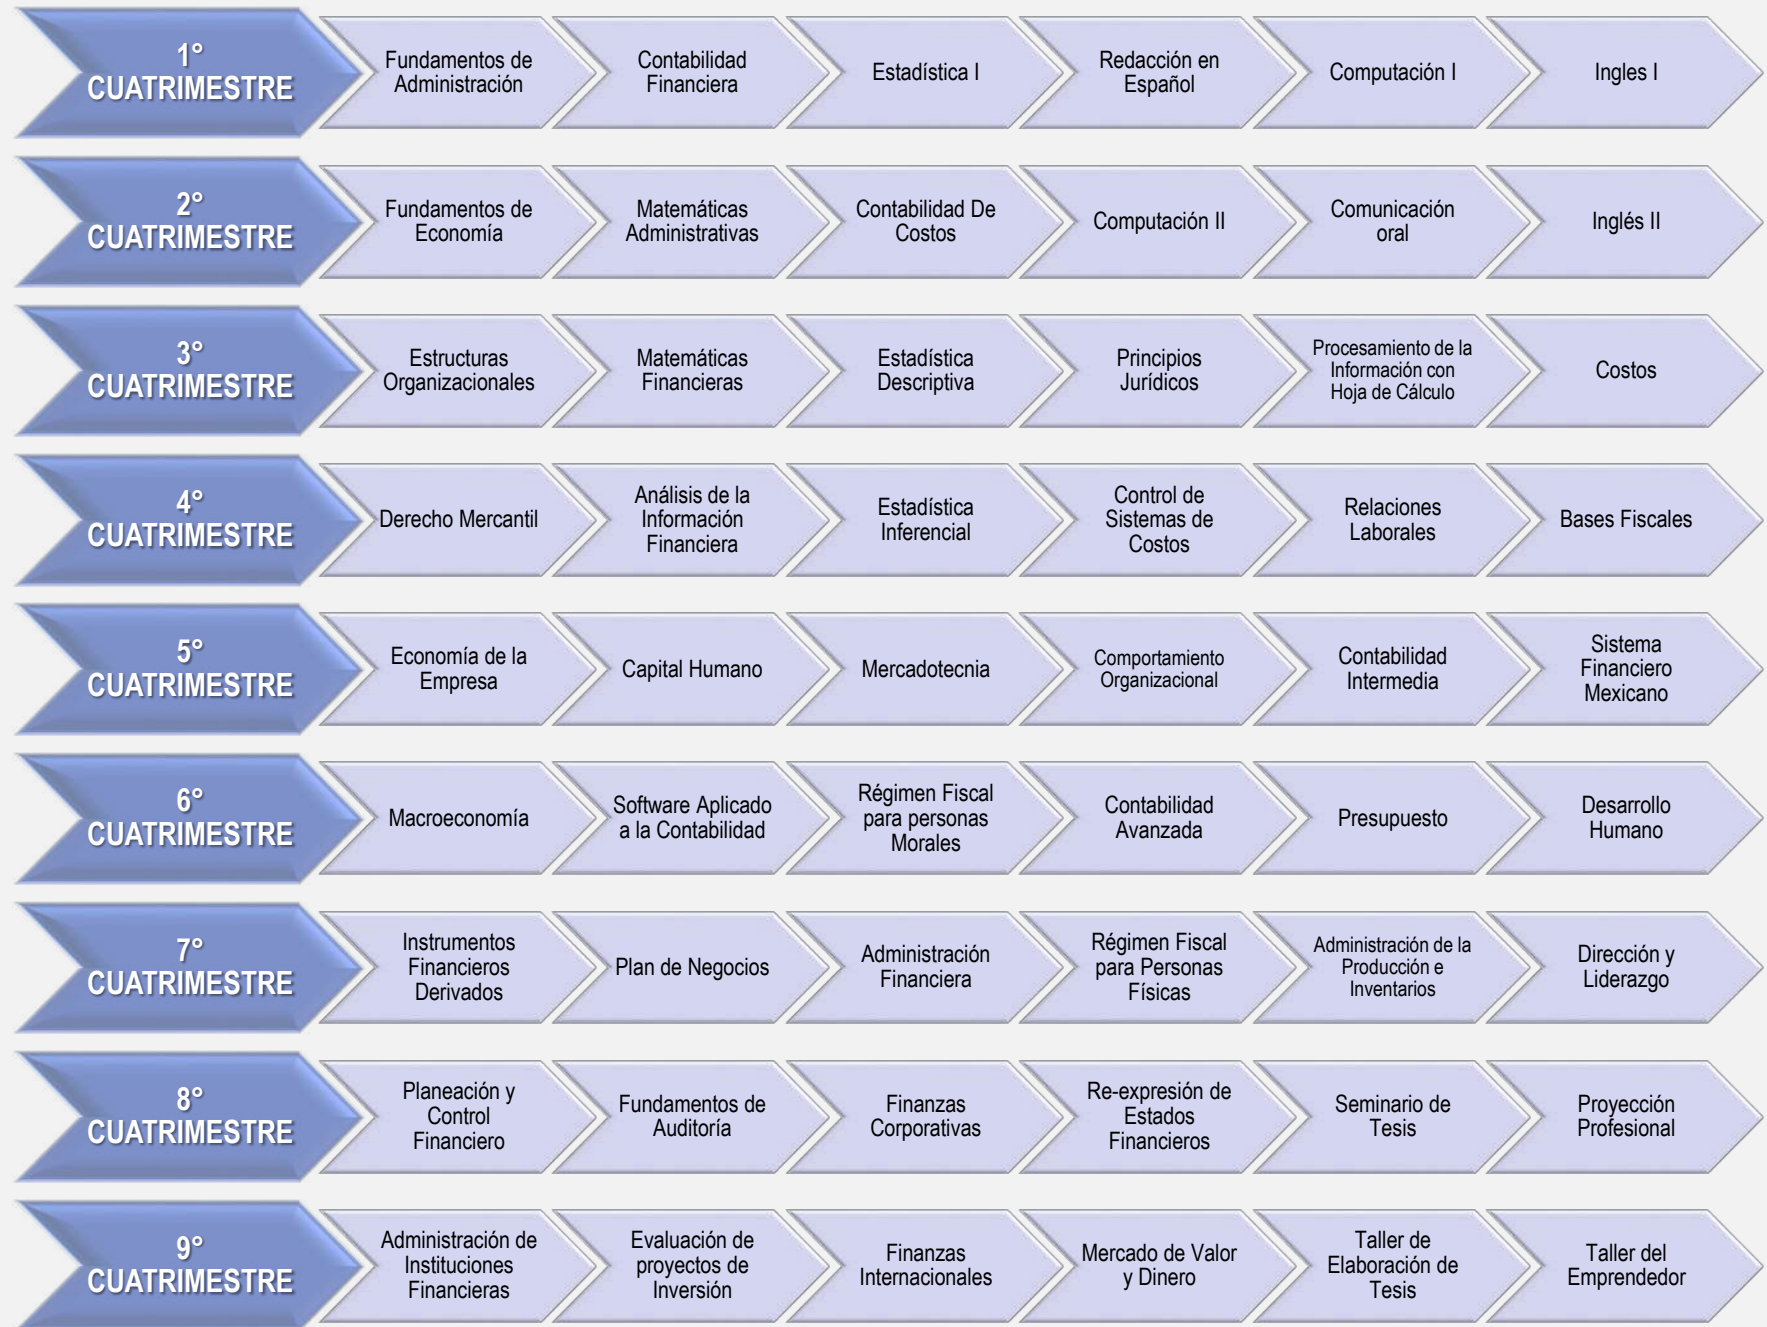 1°
CUATRIMESTRE
Fundamentos de
Administración
Contabilidad
Financiera
Estadística I
Redacción en
Español
Computación I
Ingles I
2°
CUATRIMESTRE
Fundamentos de
Economía
Matemáticas
Administrativas
Contabilidad De
Costos
Computación II
Comunicación
oral
Inglés II
3°
CUATRIMESTRE
Estructuras
Organizacionales
Matemáticas
Financieras
Estadística
Descriptiva
Principios
Jurídicos
Procesamiento de la
Información con
Hoja de Cálculo
Costos
4°
CUATRIMESTRE
Derecho Mercantil
Análisis de la
Información
Financiera
Estadística
Inferencial
Control de
Sistemas de
Costos
Relaciones
Laborales
Bases Fiscales
5°
CUATRIMESTRE
Economía de la
Empresa
Capital Humano
Mercadotecnia
Comportamiento
Organizacional
Contabilidad
Intermedia
Sistema
Financiero
Mexicano
6°
CUATRIMESTRE
Macroeconomía
Software Aplicado
a la Contabilidad
Régimen Fiscal
para personas
Morales
Contabilidad
Avanzada
Presupuesto
Desarrollo
Humano
7°
CUATRIMESTRE
Instrumentos
Financieros
Derivados
Plan de Negocios
Administración
Financiera
Régimen Fiscal
para Personas
Físicas
Administración de la
Producción e
Inventarios
Dirección y
Liderazgo
8°
CUATRIMESTRE
Planeación y
Control
Financiero
Fundamentos de
Auditoría
Finanzas
Corporativas
Re-expresión de
Estados
Financieros
Seminario de
Tesis
Proyección
Profesional
9°
CUATRIMESTRE
Administración de
Instituciones
Financieras
Evaluación de
proyectos de
Inversión
Finanzas
Internacionales
Mercado de Valor
y Dinero
Taller de
Elaboración de
Tesis
Taller del
Emprendedor